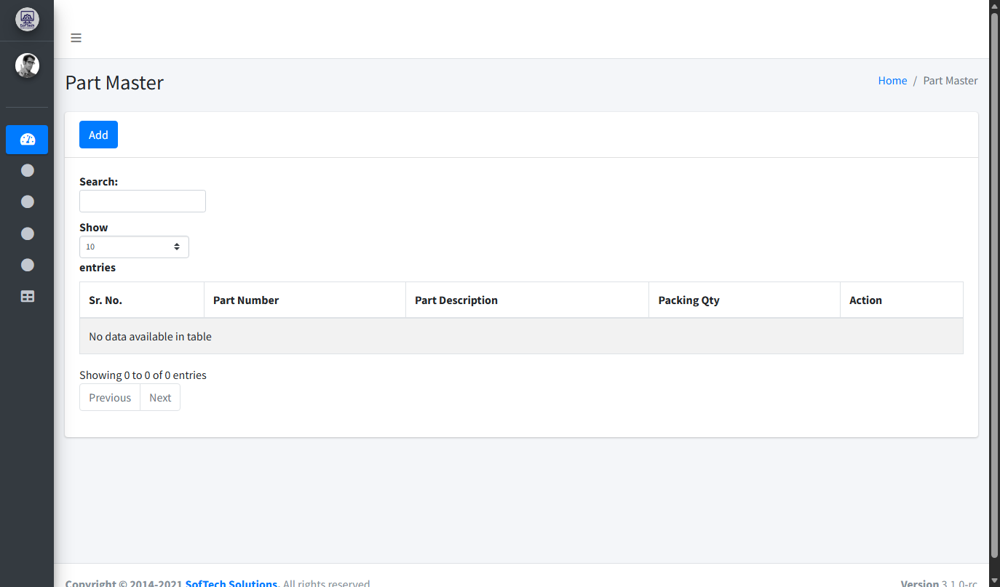 SofTech
Part Master
Home / Part Master
Add
Search:
Show
10
entries
Sr. No. Part Number Part Description Packing Qty Action
No data available in table
Showing 0 to 0 of 0 entries
Previous Next
Copyright © 2014-2021 SofTech Solutions. All rights reserved
Version 3.1.0-rc